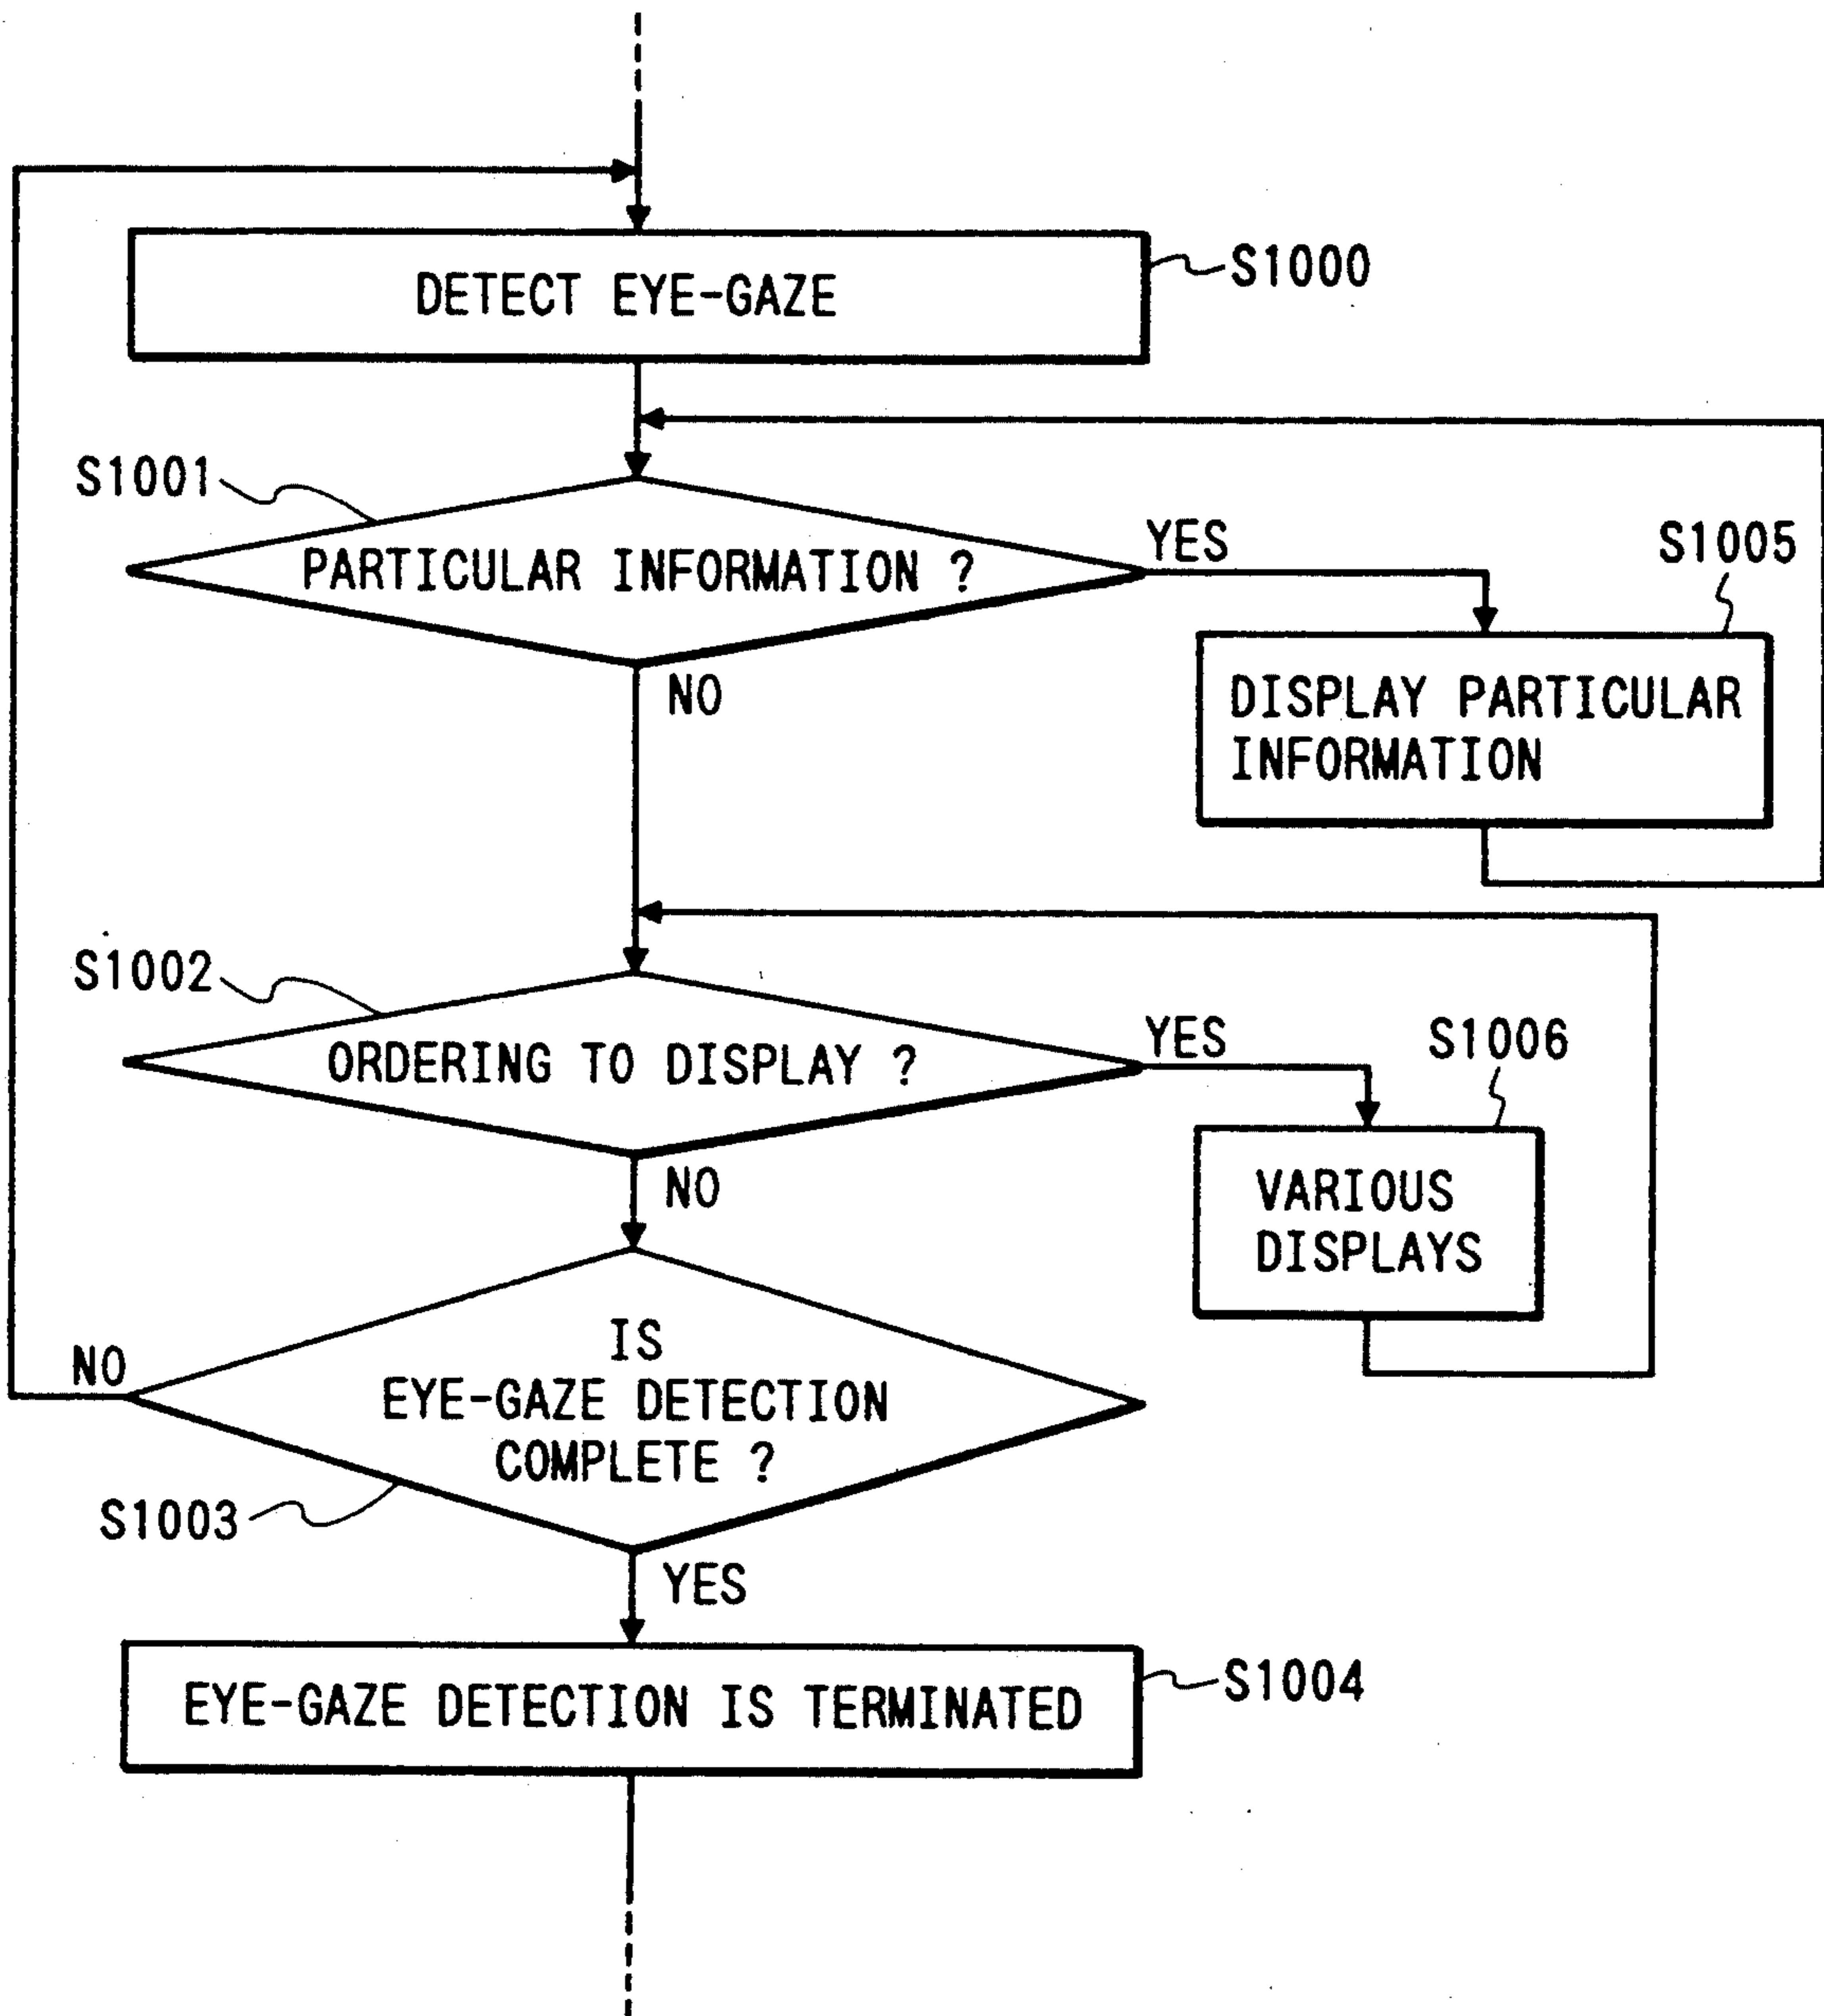 DETECT EYE-GAZE
S1000
S1001
PARTICULAR INFORMATION ?
YES
S1005
NO
DISPLAY PARTICULAR
INFORMATION
S1002
ORDERING TO DISPLAY ?
YES
S1006
NO
VARIOUS
DISPLAYS
IS
EYE-GAZE DETECTION
COMPLETE ?
NO
S1003
YES
EYE-GAZE DETECTION IS TERMINATED
S1004